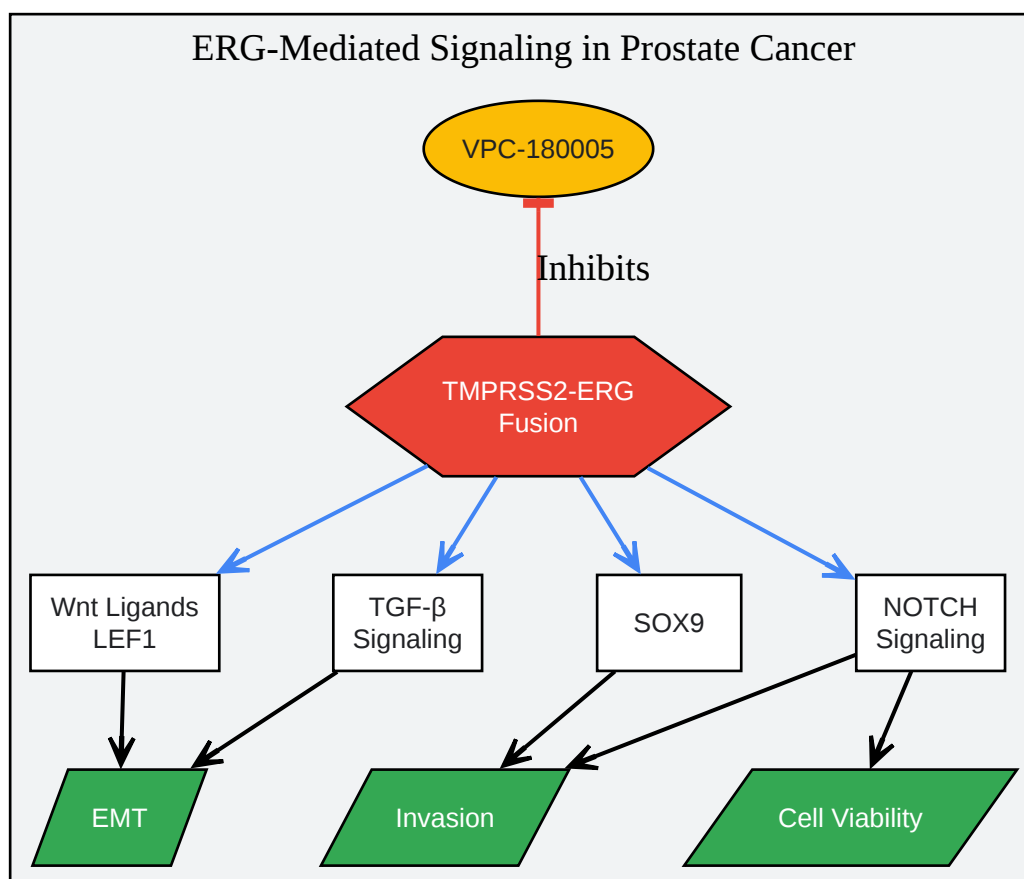 ERG-Mediated Signaling in Prostate Cancer
VPC-180005
Inhibits
TMPRSS2-ERG
Fusion
Wnt Ligands
LEF1
TGF-β
Signaling
SOX9
NOTCH
Signaling
EMT
Invasion
Cell Viability